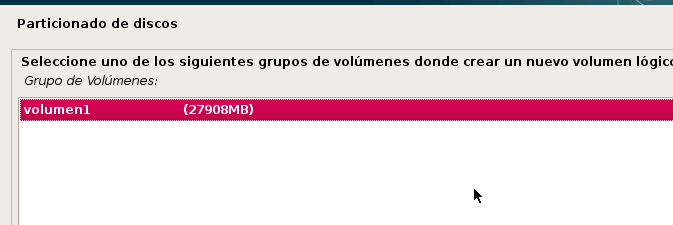 Particionado de discos
Seleccione uno de los siguientes grupos de volúmenes donde crear un nuevo volumen lógico
Grupo de Volúmenes:
volumen1 (27908MB)